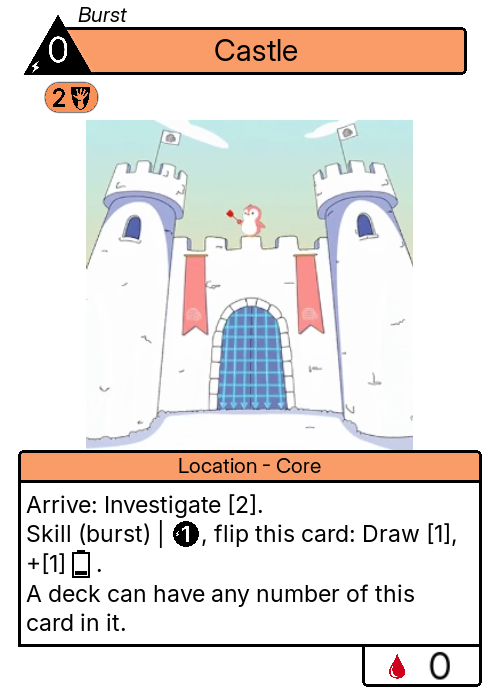 Burst
0
Castle
2
Location - Core
Arrive: Investigate [2].
Skill (burst) | 1, flip this card: Draw [1],
+[1] .
A deck can have any number of this
card in it.
0